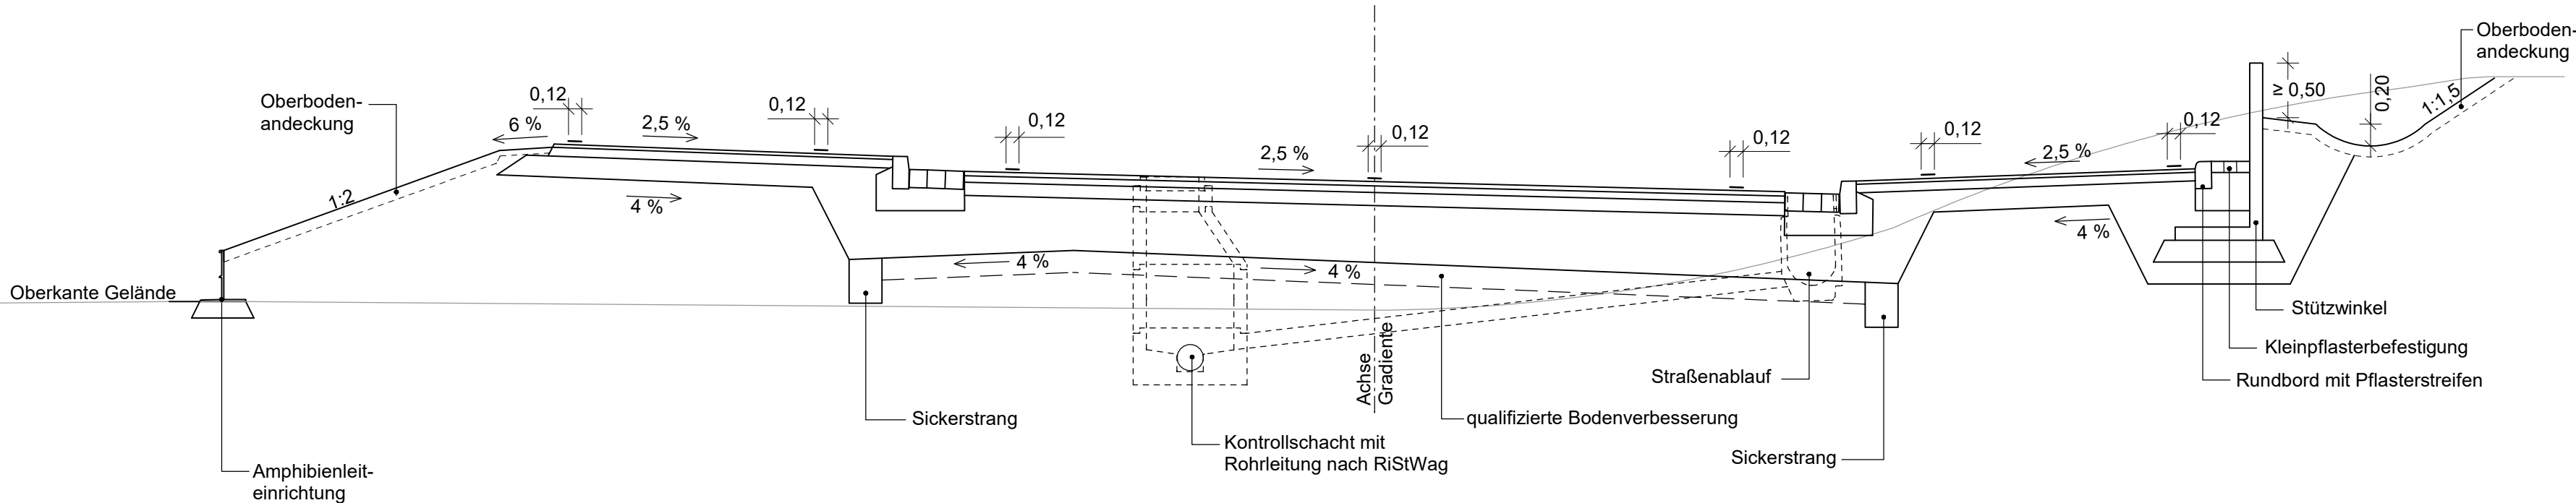 Oberboden-
andeckung
Oberboden-
andeckung
0,12
0,12
0,12
0,12
0,12
0,12
0,12
≥ 0,50
0,20
1:1,5
6 %
2,5 %
2,5 %
2,5 %
1:2
4 %
4 %
4 %
4 %
Oberkante Gelände
Achse
Gradiente
Stützwinkel
Kleinpflasterbefestigung
Rundbord mit Pflasterstreifen
Straßenablauf
Sickerstrang
qualifizierte Bodenverbesserung
Kontrollschacht mit
Rohrleitung nach RiStWag
Sickerstrang
Amphibienleit-
einrichtung